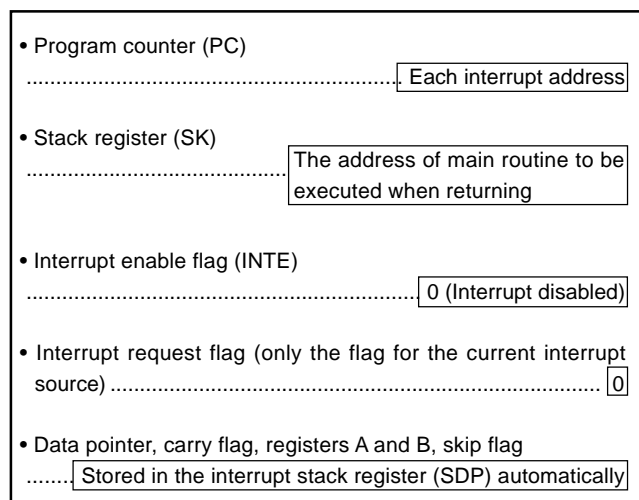 • Program counter (PC)
............................................................... Each interrupt address
• Stack register (SK)
............................................ The address of main routine to be
executed when returning
• Interrupt enable flag (INTE)
.................................................................. 0 (Interrupt disabled)
• Interrupt request flag (only the flag for the current interrupt
source) .................................................................................. 0
• Data pointer, carry flag, registers A and B, skip flag
........ Stored in the interrupt stack register (SDP) automatically